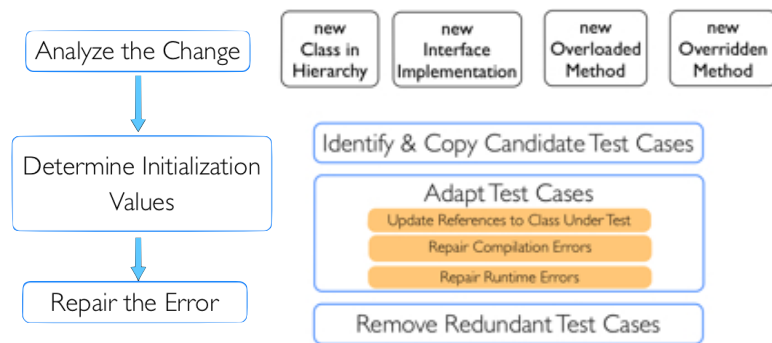 Analyze the Change
Determine Initialization
Values
Repair the Error
new
Class in
Hierarchy
new
Interface
Implementation
new
Overloaded
Method
new
Overridden
Method
Identify & Copy Candidate Test Cases
Adapt Test Cases
Update References to Class Under Test
Repair Compilation Errors
Repair Runtime Errors
Remove Redundant Test Cases